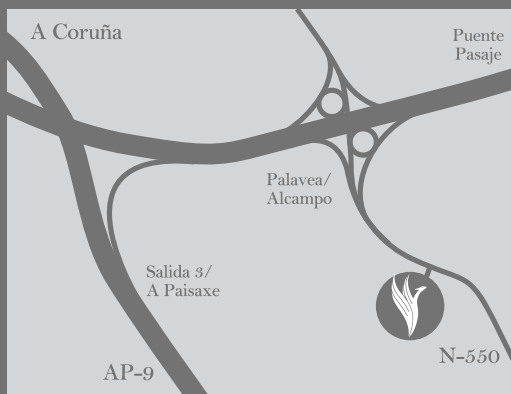 A Coruña
Puente
Pasaje
Palavea/
Alcampo
Salida 3/
A Paisaxe
N-550
AP-9